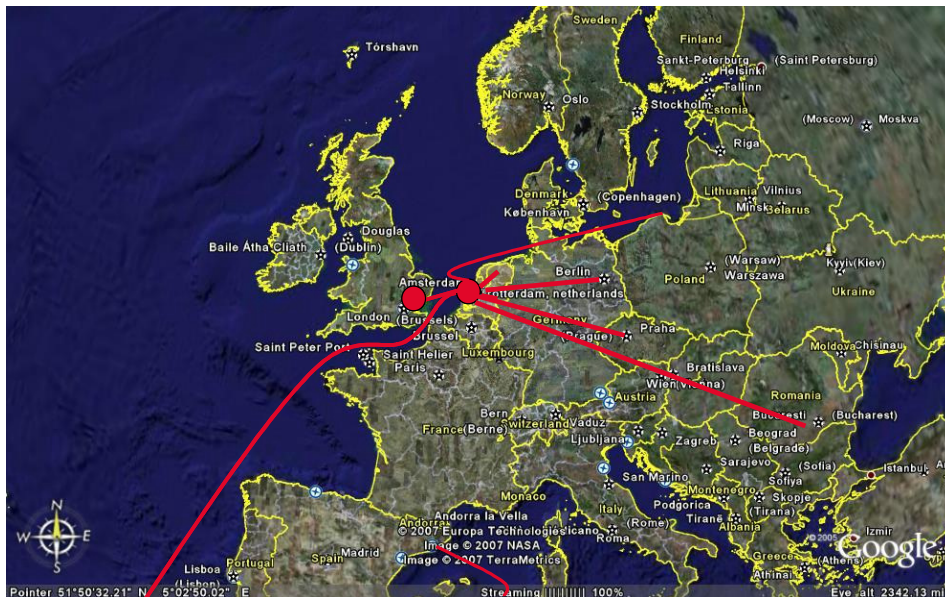 Sweden
Finland
Tórshavn
Sankt-Peterburg
(Saint Petersburg)
Helsinki
Norway
Oslo
Tallinn
Stockholm
Estonia
(Moscow)
Moskva
Riga
Denmark
(Copenhagen)
Lithuania
Vilnius
København
Minsk
Belarus
Douglas
Baile Átha Cliath
(Dublin)
(Warsaw)
Warszawa
Kyyiv(Kiev)
Berlin
Poland
Ukraine
rotterdam, netherlands
London
(Brussels)
Germany
Brussel
(Prague)
Praha
Saint Peter Port
Saint Helier
Luxembourg
Moldova
Chisinau
Paris
Bratislava
Wien(Vienna)
Austria
Romania
Bern
Vaduz
Bucuresti
(Bucharest)
France
(Berne)
Switzerland
Ljubljana
Zagreb
Beograd
(Belgrade)
Sarajevo
(Sofia)
Sofiya
Istanbul
San Marino
Monaco
Montenegro
Skopje
Podgorica
(Tirana)
Italy
(Rome)
Tiranë
Albania
Izmir
Andorra la Vella
Andorra
Roma
N
W
E
S
© 2007 Europa Technologies
Image © 2007 NASA
Image © 2007 TerraMetrics
Portugal
Spain
Madrid
Lisboa
(Lisbon)
Greece
(Athens)
Athinai
© 2005
Google
Pointer 51°50'32.21" N 5°02'50.02" E
Streaming |||||||||| 100%
Eye alt 2342.13 mi